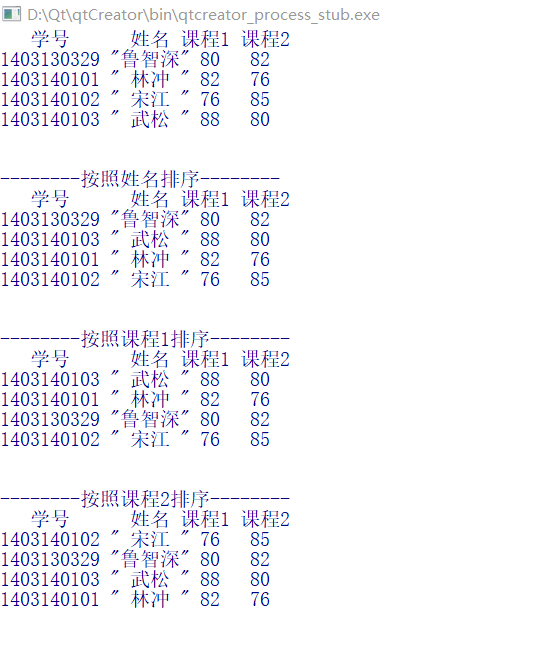 D:\Qt\qtCreator\bin\qtcreator_process_stub.exe
学号 姓名 课程1 课程2
1403130329 "鲁智深" 80 82
1403140101 " 林冲 " 82 76
1403140102 " 宋江 " 76 85
1403140103 " 武松 " 88 80
--------按照姓名排序--------
学号 姓名 课程1 课程2
1403130329 "鲁智深" 80 82
1403140103 " 武松 " 88 80
1403140101 " 林冲 " 82 76
1403140102 " 宋江 " 76 85
--------按照课程1排序--------
学号 姓名 课程1 课程2
1403140103 " 武松 " 88 80
1403140101 " 林冲 " 82 76
1403130329 "鲁智深" 80 82
1403140102 " 宋江 " 76 85
--------按照课程2排序--------
学号 姓名 课程1 课程2
1403140102 " 宋江 " 76 85
1403130329 "鲁智深" 80 82
1403140103 " 武松 " 88 80
1403140101 " 林冲 " 82 76